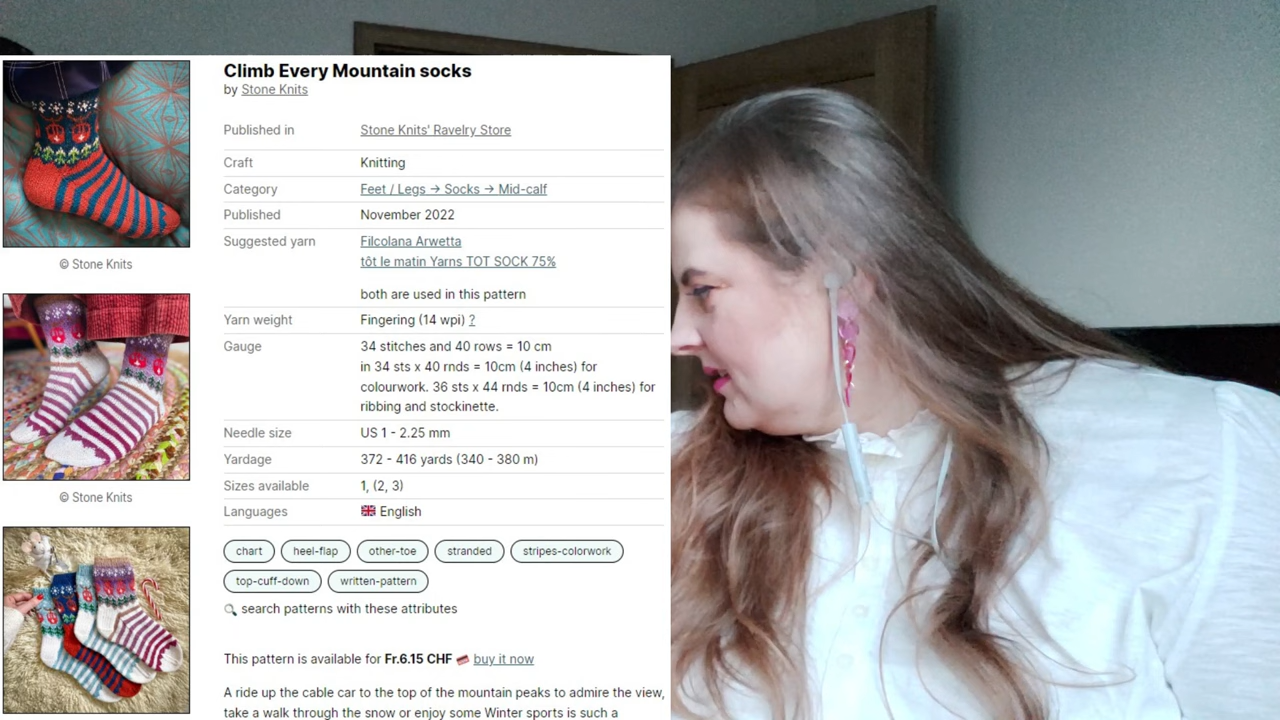 Climb Every Mountain socks
by Stone Knits
Published in Stone Knits' Ravelry Store
Craft Knitting
Category Feet / Legs → Socks → Mid-calf
Published November 2022
Suggested yarn Filcolana Arwetta
tôt le matin Yarns TOT SOCK 75%
both are used in this pattern
Yarn weight Fingering (14 wpi) ?
Gauge 34 stitches and 40 rows = 10 cm
in 34 sts x 40 rnds = 10cm (4 inches) for
colourwork. 36 sts x 44 rnds = 10cm (4 inches) for
ribbing and stockinette.
Needle size US 1 - 2.25 mm
Yardage 372 - 416 yards (340 - 380 m)
Sizes available 1, (2, 3)
Languages English
chart heel-flap other-toe stranded stripes-colorwork
top-cuff-down written-pattern
search patterns with these attributes
This pattern is available for Fr.6.15 CHF buy it now
A ride up the cable car to the top of the mountain peaks to admire the view,
take a walk through the snow or enjoy some Winter sports is such a
© Stone Knits
© Stone Knits